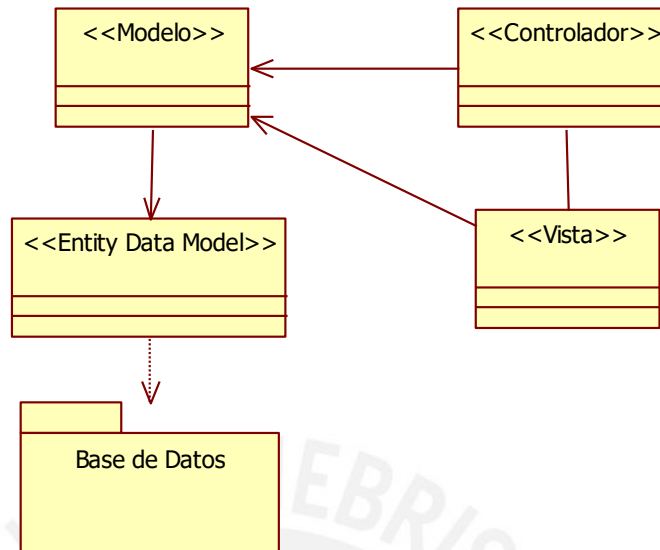 <<Modelo>>
<<Controlador>>
<<Entity Data Model>>
<<Vista>>
Base de Datos